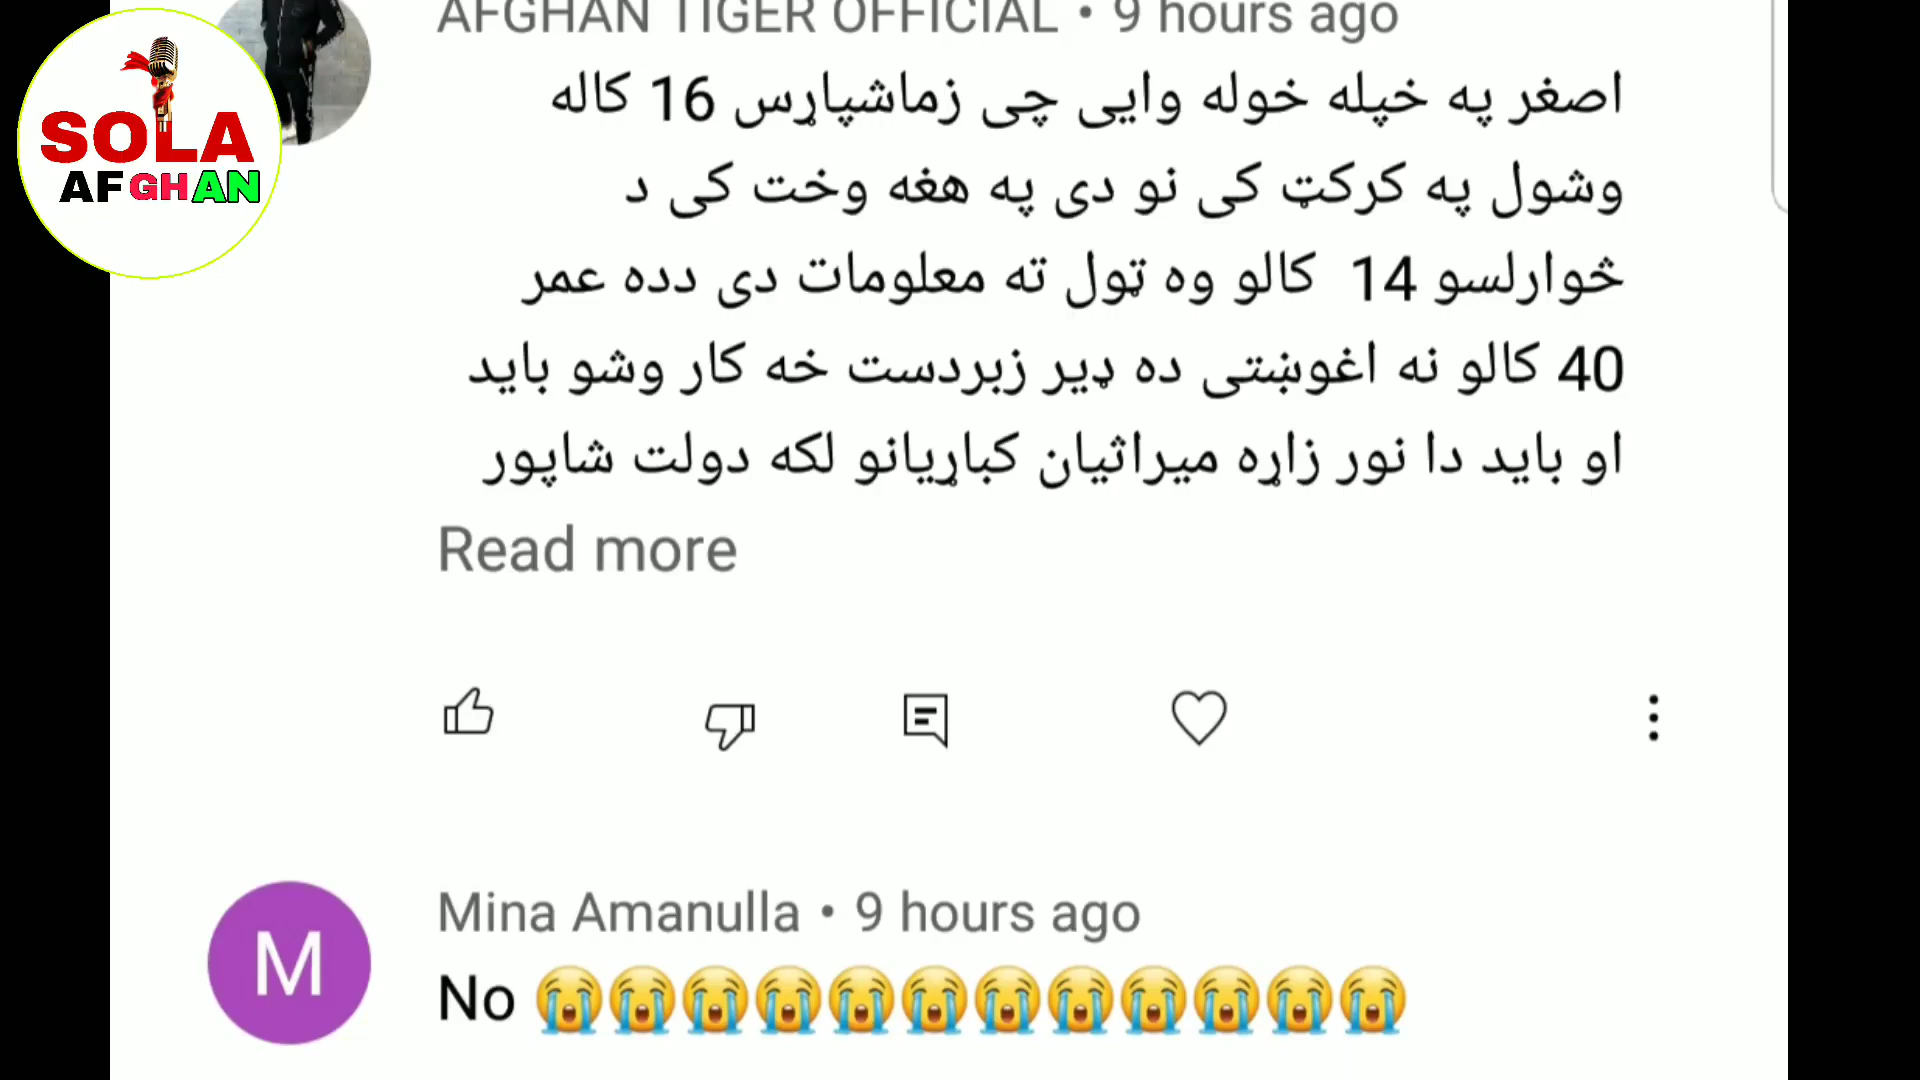 SOLA
AFGHAN
AFGHAN TIGER OFFICIAL • 9 hours ago
اصغر په خپله خوله وایی چی زماشپاړس 16 کاله
وشول په کرکټ کی نو دی په هغه وخت کی د
څوارلسو 14 کالو وه ټول ته معلومات دی دده عمر
40 کالو نه اغوښتی ده ډیر زبردست خه کار وشو باید
او باید دا نور زاړه میراثیان کباړیانو لکه دولت شاپور
Read more
M
Mina Amanulla • 9 hours ago
No 😭😭😭😭😭😭😭😭😭😭😭😭